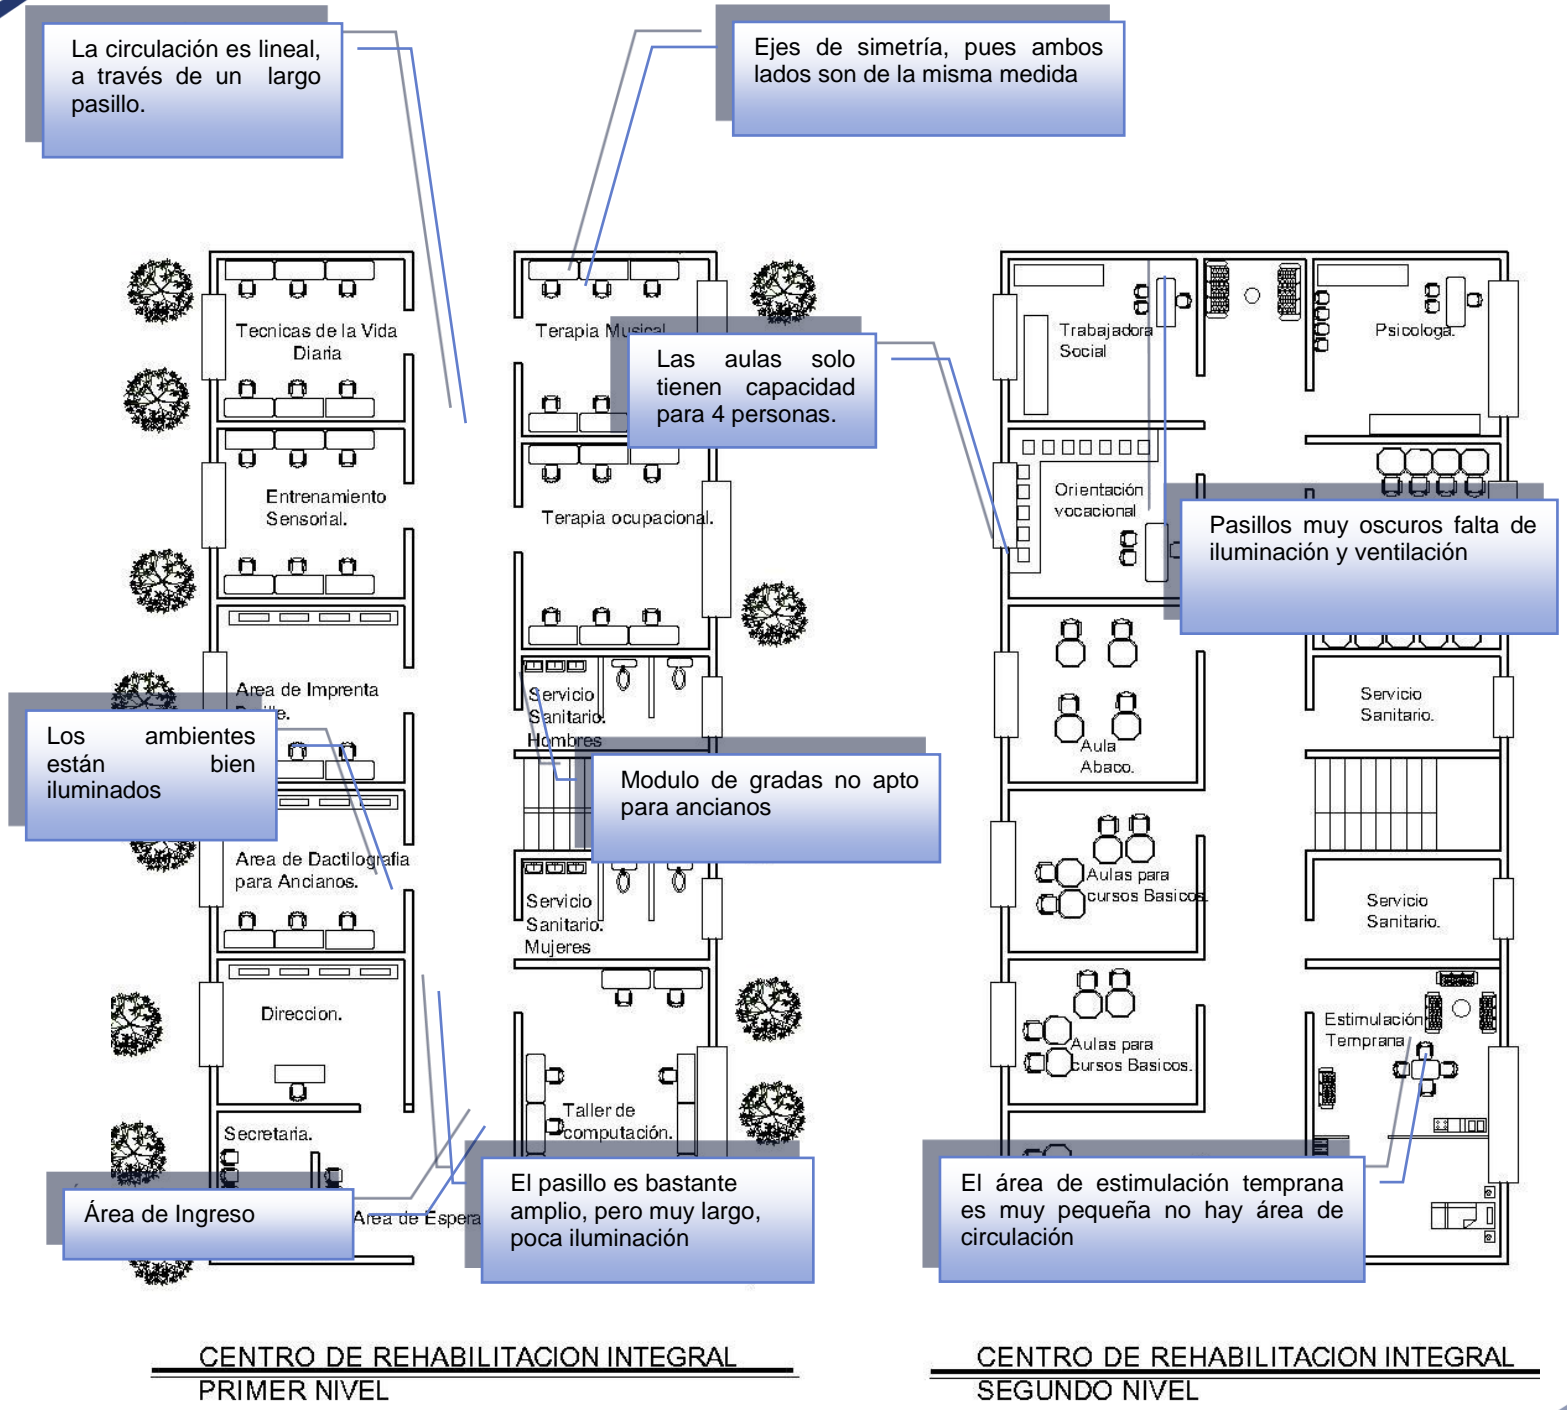 La circulación es lineal,
a través de un largo
pasillo.
Ejes de simetría, pues ambos
lados son de la misma medida
Tecnicas de la Vida
Diaria
Terapia Musical
Las aulas solo
tienen capacidad
para 4 personas.
Trabajadora
Social
Psicologa.
Entrenamiento
Sensorial.
Terapia ocupacional.
Orientación
vocacional
Pasillos muy oscuros falta de
iluminación y ventilación
Area de Imprenta
Servicio
Sanitario.
Hombres
Servicio
Sanitario.
Los ambientes
están bien
iluminados
Modulo de gradas no apto
para ancianos
Aula
Abaco.
Area de Dactilografia
para Ancianos.
Servicio
Sanitario.
Mujeres
Aulas para
cursos Basicos.
Servicio
Sanitario.
Direccion.
Estimulación
Temprana
Aulas para
cursos Basicos.
Secretaria.
Taller de
computación.
Área de Ingreso
Area de Espera
El pasillo es bastante
amplio, pero muy largo,
poca iluminación
El área de estimulación temprana
es muy pequeña no hay área de
circulación
CENTRO DE REHABILITACION INTEGRAL
PRIMER NIVEL
CENTRO DE REHABILITACION INTEGRAL
SEGUNDO NIVEL